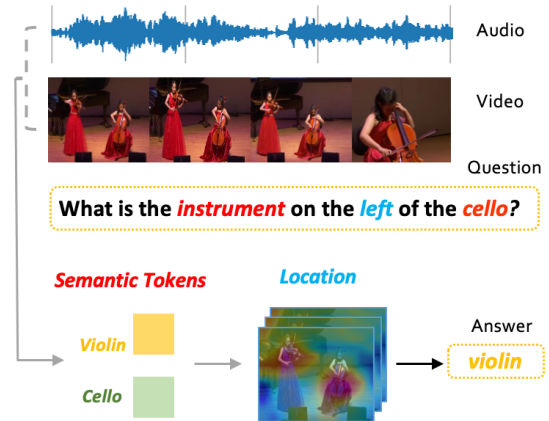 Audio
Video
Question
What is the instrument on the left of the cello?
Semantic Tokens
Location
Violin
Cello
Answer
violin